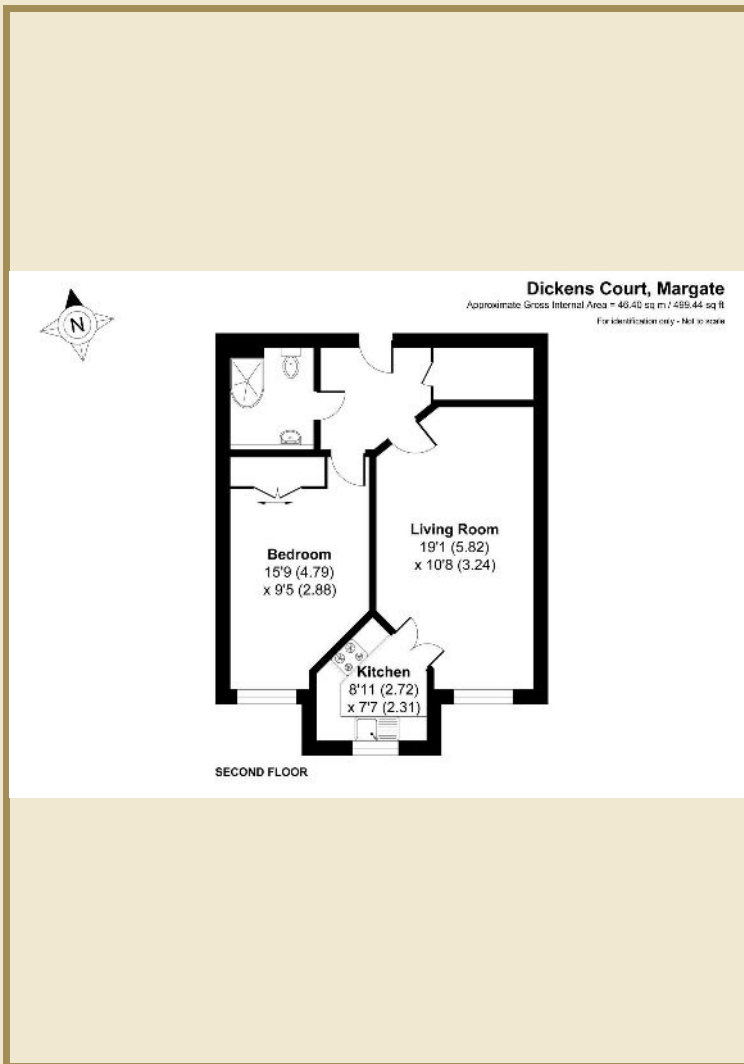 Dickens Court, Margate
Approximate Gross Internal Area = 46.40 sq m / 499.44 sq ft
For identification only - Not to scale
N
Living Room
19'1 (5.82)
x 10'8 (3.24)
Bedroom
15'9 (4.79)
x 9'5 (2.88)
Kitchen
8'11 (2.72)
x 7'7 (2.31)
SECOND FLOOR